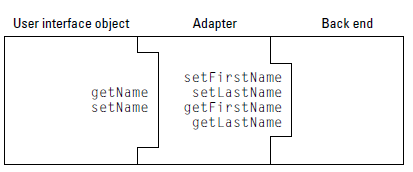 User interface object
Adapter
Back end
getName
setName
setFirstName
setLastName
getFirstName
getLastName